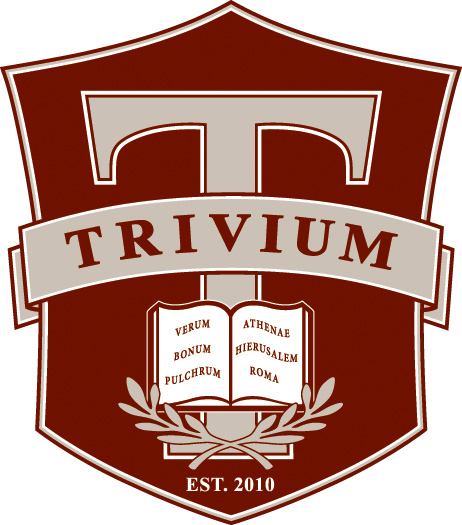 T
TRIVIUM
VERUM
BONUM
PULCHRUM
ATHENAE
HIERUSALEM
ROMA
EST. 2010